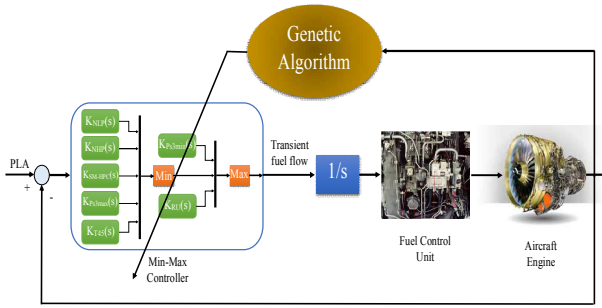 Genetic
Algorithm
K_NLP(s)
K_NHP(s)
K_SM-HPC(s)
K_Ps3max(s)
K_T45(s)
K_Ps3min(s)
K_RU(s)
Min
Max
PLA
+
-
Transient
fuel flow
1/s
Min-Max
Controller
Fuel Control
Unit
Aircraft
Engine